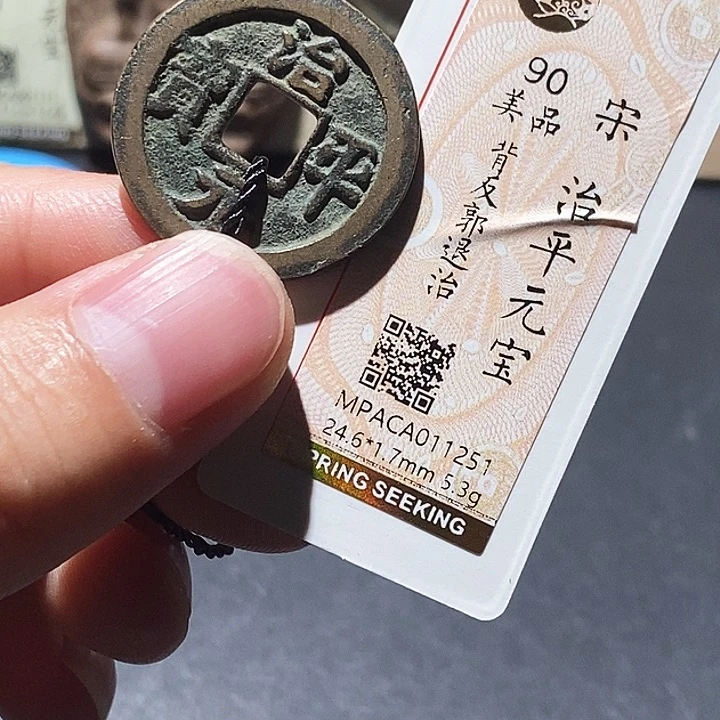 治平元寶
90
美品
宋 治平元宝
背反郭退治
MPACA011251
24.6*1.7mm 5.3g
PRING SEEKING